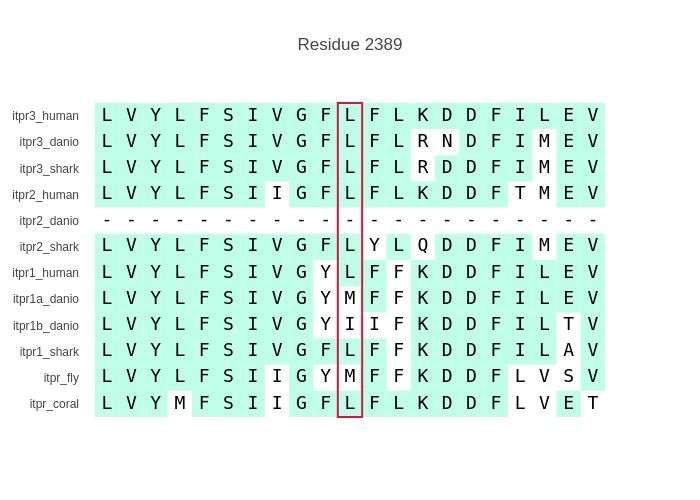 Residue 2389
itpr3_human L V Y L F S I V G F L F L K D D F I L E V
itpr3_danio L V Y L F S I V G F L F L R N D F I M E V
itpr3_shark L V Y L F S I V G F L F L R D D F I M E V
itpr2_human L V Y L F S I I G F L F L K D D F T M E V
itpr2_danio - - - - - - - - - - - - - - - - - - - - -
itpr2_shark L V Y L F S I V G F L Y L Q D D F I M E V
itpr1_human L V Y L F S I V G Y L F F K D D F I L E V
itpr1a_danio L V Y L F S I V G Y M F F K D D F I L E V
itpr1b_danio L V Y L F S I V G Y I I F K D D F I L T V
itpr1_shark L V Y L F S I V G F L F F K D D F I L A V
itpr_fly L V Y L F S I I G Y M F F K D D F L V S V
itpr_coral L V Y M F S I I G F L F L K D D F L V E T